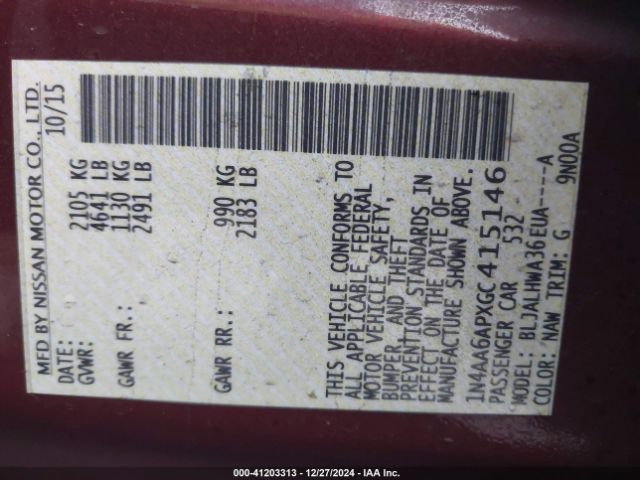 MFD BY NISSAN MOTOR CO., LTD.
DATE: 10/15
GVWR: 2105 KG
4641 LB
GAWR FR.: 1130 KG
2491 LB
GAWR RR.: 990 KG
2183 LB
THIS VEHICLE CONFORMS TO
ALL APPLICABLE FEDERAL
MOTOR VEHICLE SAFETY,
BUMPER AND THEFT
PREVENTION STANDARDS IN
EFFECT ON THE DATE OF
MANUFACTURE SHOWN ABOVE.
1N4AA6APXGC415146
PASSENGER CAR 532
MODEL: BLJALHWA36EUA----A
COLOR: NAW TRIM: G 9N00A
000-41203313 - 12/27/2024 - IAA Inc.